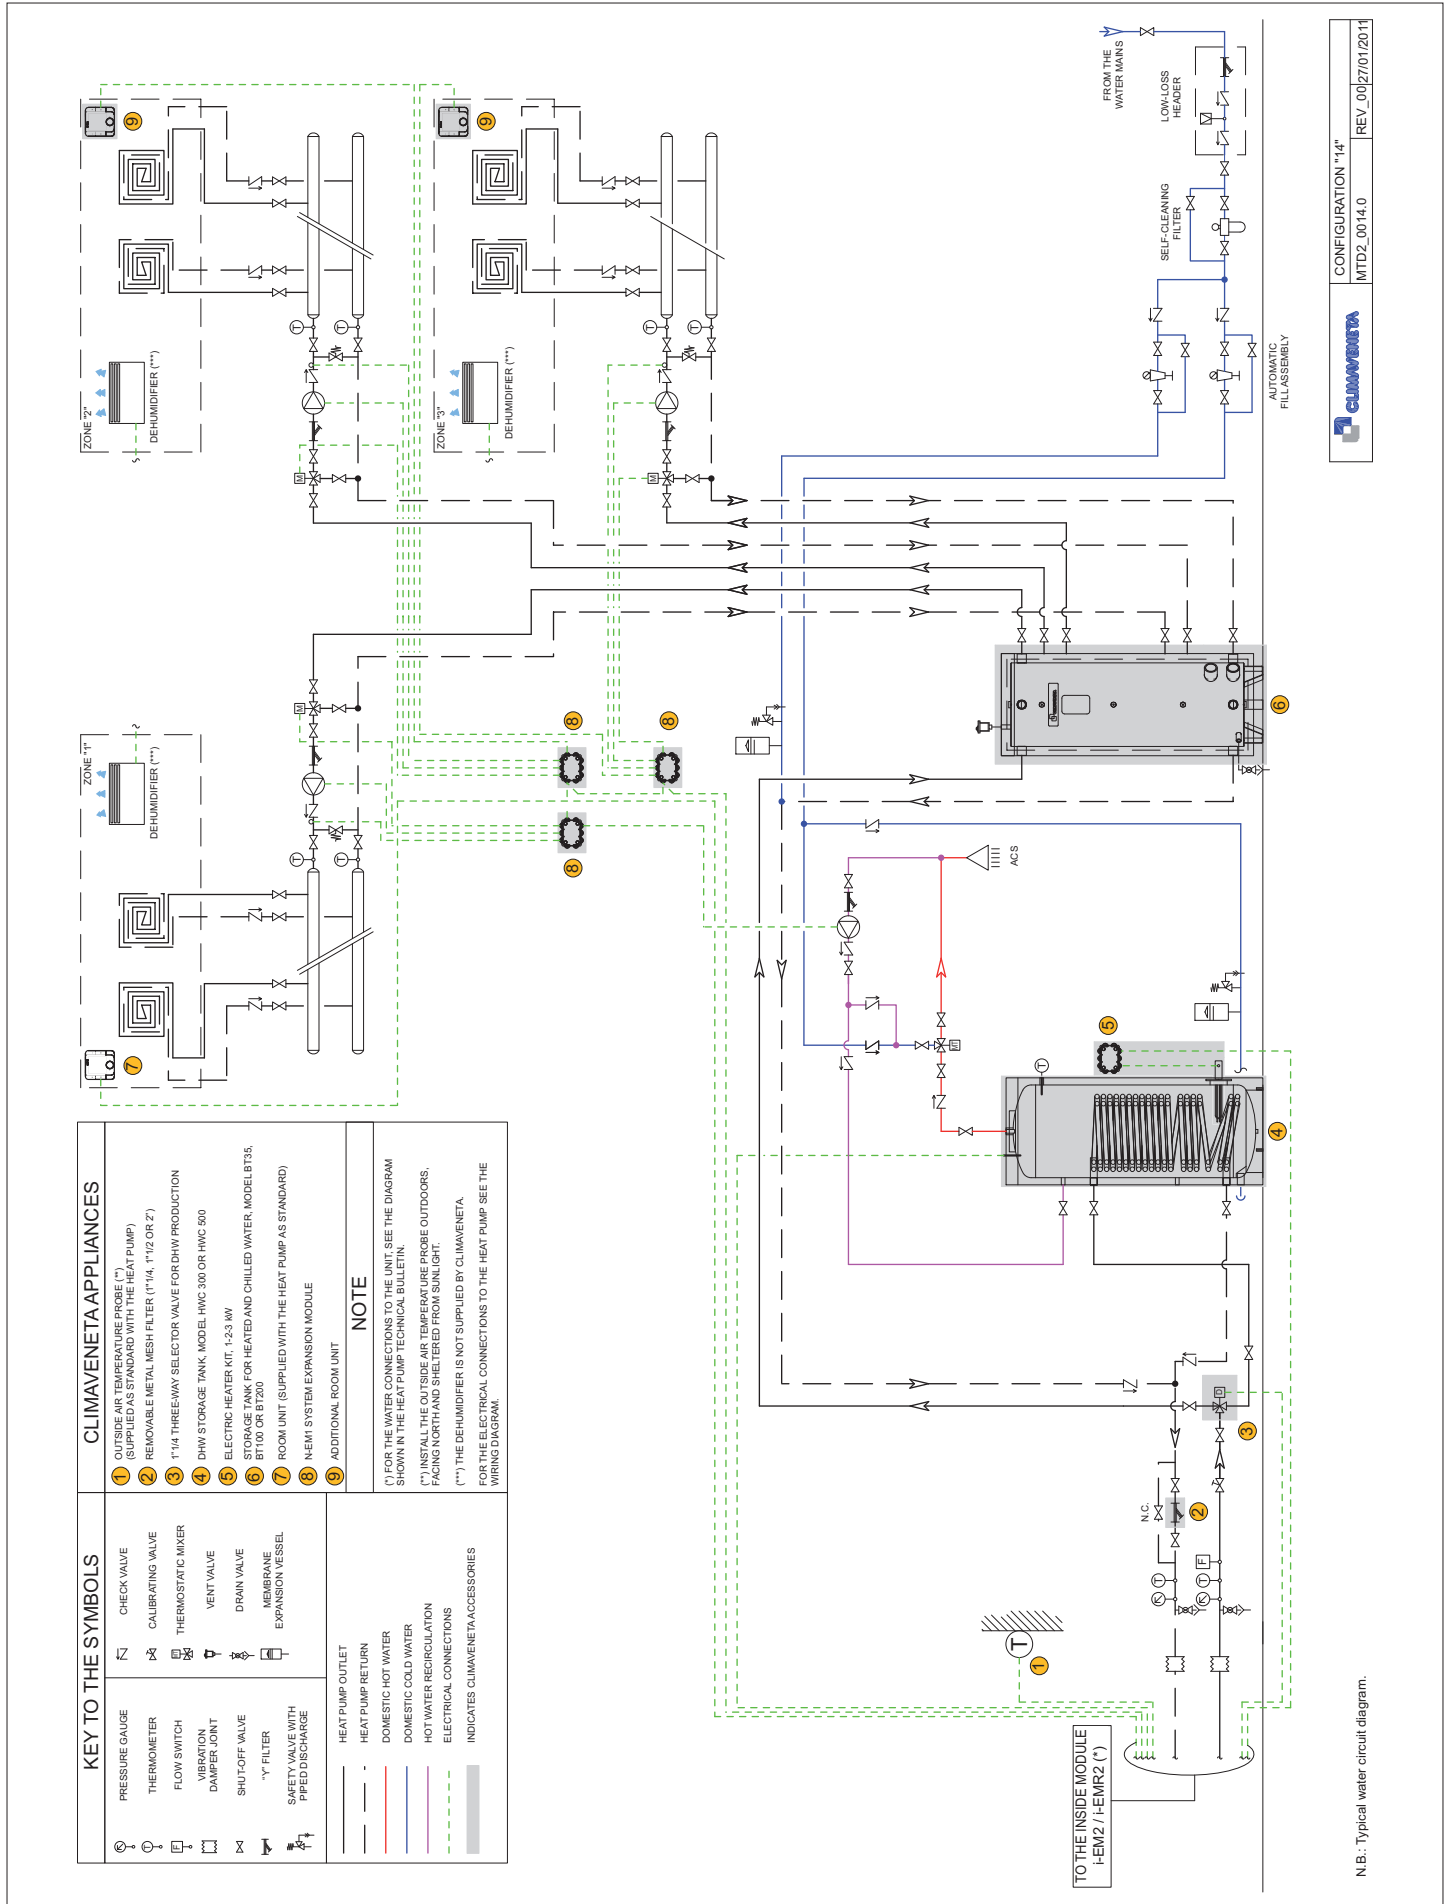 KEY TO THE SYMBOLS
PRESSURE GAUGE
THERMOMETER
FLOW SWITCH
VIBRATION
DAMPER JOINT
SHUT-OFF VALVE
"Y" FILTER
SAFETY VALVE WITH
PIPED DISCHARGE
CHECK VALVE
CALIBRATING VALVE
THERMOSTATIC MIXER
VENT VALVE
DRAIN VALVE
MEMBRANE
EXPANSION VESSEL
T
F
HEAT PUMP OUTLET
HEAT PUMP RETURN
DOMESTIC HOT WATER
DOMESTIC COLD WATER
HOT WATER RECIRCULATION
ELECTRICAL CONNECTIONS
INDICATES CLIMAVENETA ACCESSORIES
CLIMAVENETA APPLIANCES
1 OUTSIDE AIR TEMPERATURE PROBE (**)
(SUPPLIED AS STANDARD WITH THE HEAT PUMP)
2 REMOVABLE METAL MESH FILTER (1"1/4, 1"1/2 OR 2")
3 1"1/4 THREE-WAY SELECTOR VALVE FOR DHW PRODUCTION
4 DHW STORAGE TANK, MODEL HWC 300 OR HWC 500
5 ELECTRIC HEATER KIT, 1-2-3 kW
6 STORAGE TANK FOR HEATED AND CHILLED WATER, MODEL BT35,
BT100 OR BT200
7 ROOM UNIT (SUPPLIED WITH THE HEAT PUMP AS STANDARD)
8 N-EM1 SYSTEM EXPANSION MODULE
9 ADDITIONAL ROOM UNIT
NOTE
(*) FOR THE WATER CONNECTIONS TO THE UNIT, SEE THE DIAGRAM
SHOWN IN THE HEAT PUMP TECHNICAL BULLETIN.
(**) INSTALL THE OUTSIDE AIR TEMPERATURE PROBE OUTDOORS,
FACING NORTH AND SHELTERED FROM SUNLIGHT.
(***) THE DEHUMIDIFIER IS NOT SUPPLIED BY CLIMAVENETA.
FOR THE ELECTRICAL CONNECTIONS TO THE HEAT PUMP SEE THE
WIRING DIAGRAM.
7
ZONE "1"
DEHUMIDIFIER (***)
T
T
M
ZONE "2"
DEHUMIDIFIER (***)
9
T
T
M
ZONE "3"
DEHUMIDIFIER (***)
9
T
T
M
8
8
8
ACS
5
T
4
6
TO THE INSIDE MODULE
i-EM2 / i-EMR2 (*)
T
1
N.C.
2
T
T
F
D
3
FROM THE
WATER MAINS
LOW-LOSS
HEADER
SELF-CLEANING
FILTER
AUTOMATIC
FILL ASSEMBLY
N.B.: Typical water circuit diagram.
CLIMAVENETA
CONFIGURATION "14"
MTD2_0014.0
REV_00
27/01/2011